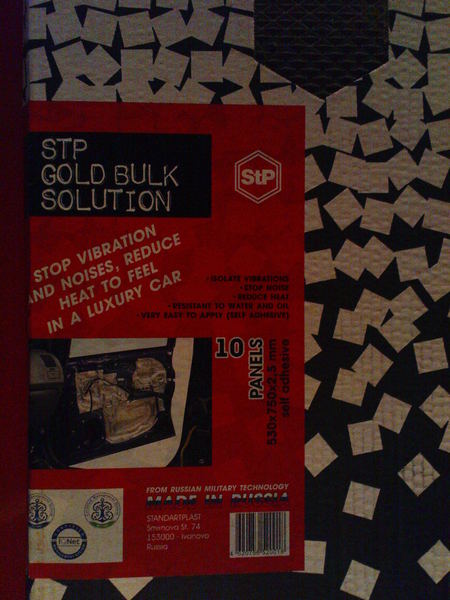 STP
GOLD BULK
SOLUTION
StP
STOP VIBRATION
AND NOISES, REDUCE
HEAT TO FEEL
IN A LUXURY CAR
· ISOLATE VIBRATIONS
· STOP NOISE
· REDUCE HEAT
· RESISTANT TO WATER AND OIL
· VERY EASY TO APPLY (SELF ADHESIVE)
10 PANELS
530x750x2,5 mm
self adhesive
FROM RUSSIAN MILITARY TECHNOLOGY
MADE IN RUSSIA
STANDARTPLAST
Smirnova St. 74
153000 - Ivanovo
Russia
IQNet